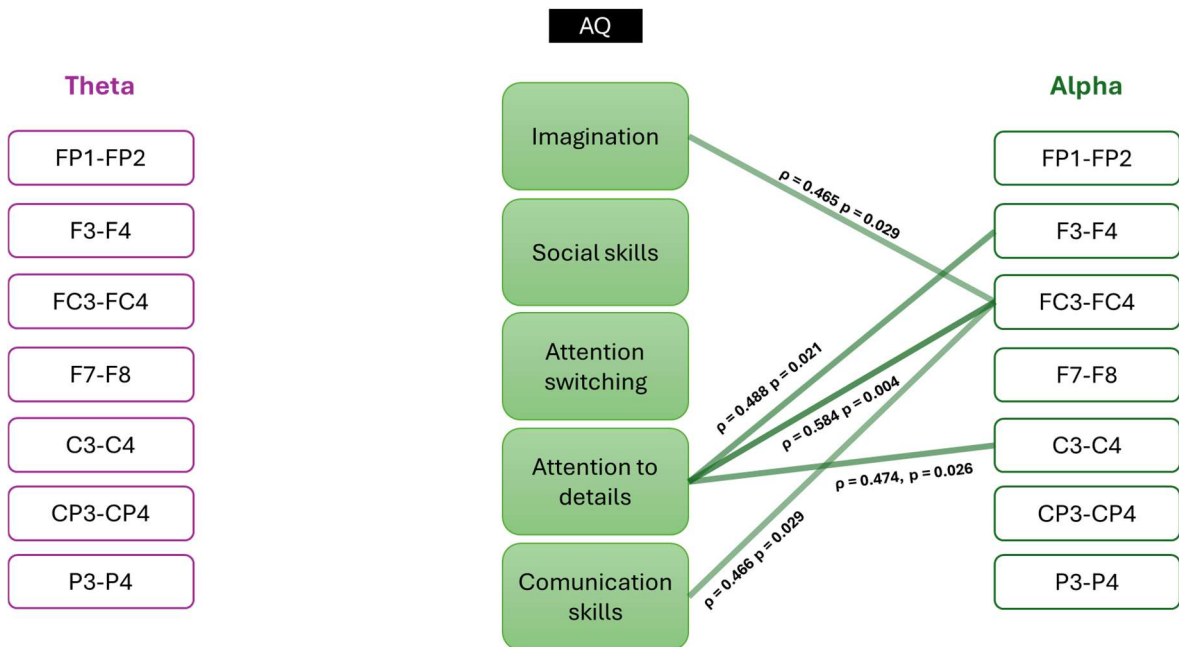 AQ
Theta
FP1-FP2
F3-F4
FC3-FC4
F7-F8
C3-C4
CP3-CP4
P3-P4
Imagination
Social skills
Attention
switching
Attention to
details
Comunication
skills
ρ = 0.465 p = 0.029
ρ = 0.488 p = 0.021
ρ = 0.584 p = 0.004
ρ = 0.474, p = 0.026
ρ = 0.466 p = 0.029
Alpha
FP1-FP2
F3-F4
FC3-FC4
F7-F8
C3-C4
CP3-CP4
P3-P4